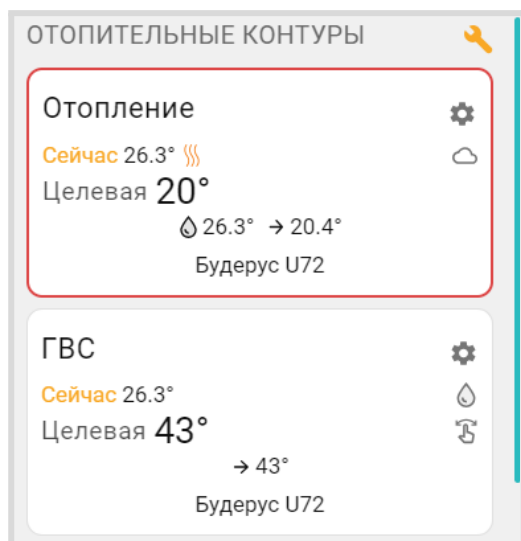 ОТОПИТЕЛЬНЫЕ КОНТУРЫ
Отопление
Сейчас 26.3°
Целевая 20°
26.3° → 20.4°
Будерус U72
ГВС
Сейчас 26.3°
Целевая 43°
→ 43°
Будерус U72